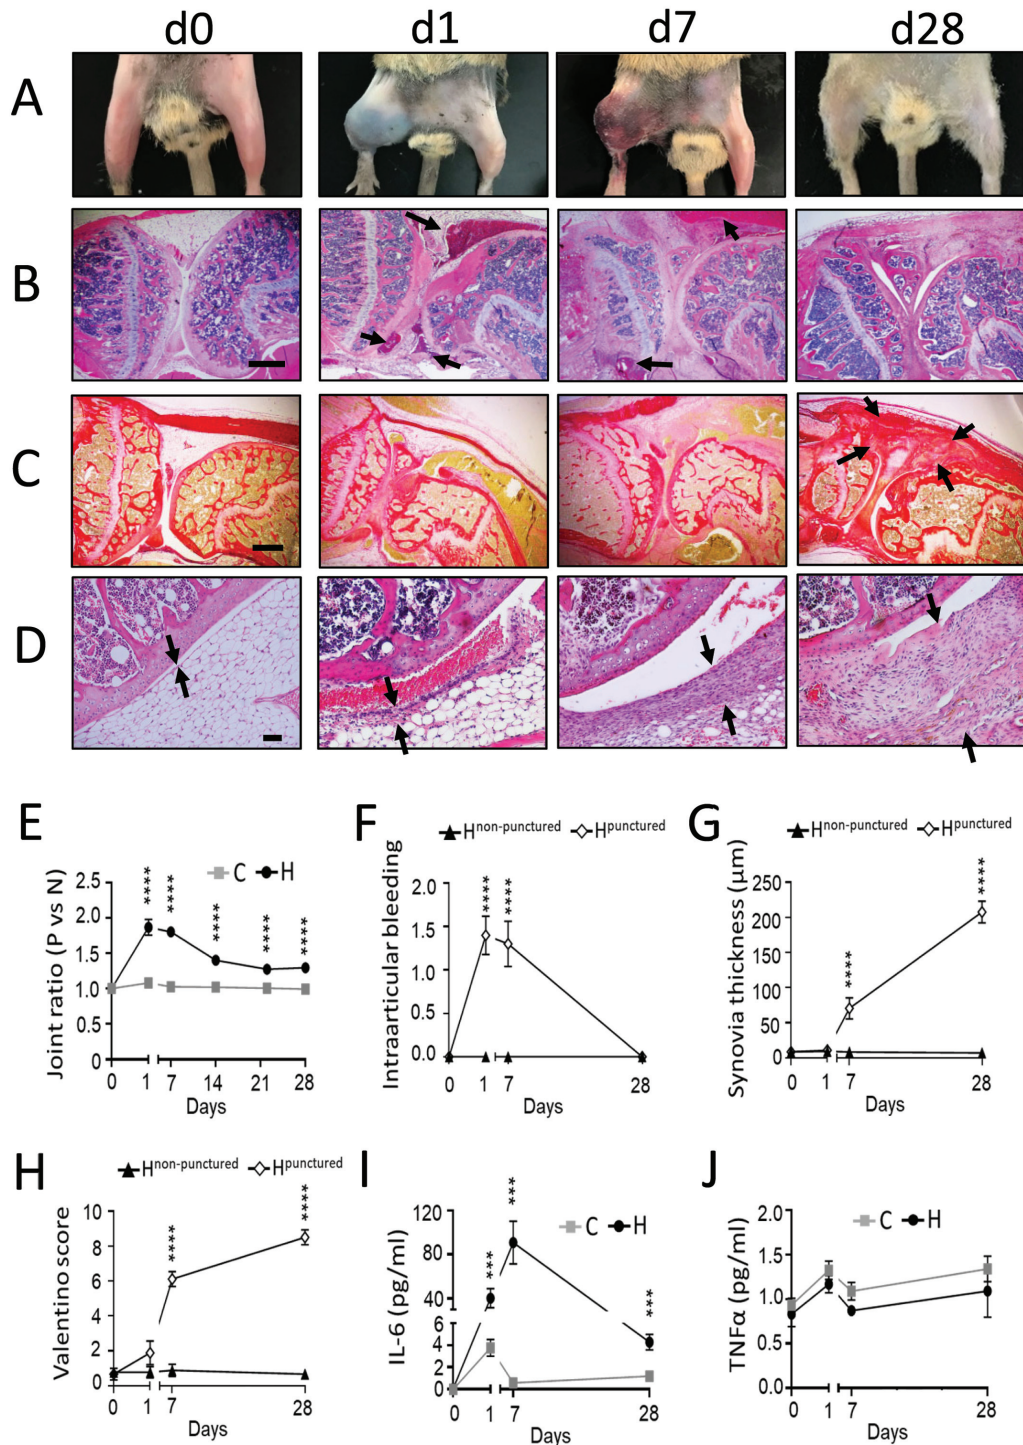 d0 d1 d7 d28
A
B
C
D
E
C H
Joint ratio (P vs N)
2.5
2.0
1.5
1.0
0.5
0
**** **** **** **** ****
0 1 7 14 21 28
Days
F
Hnon-punctured Hpunctured
Intraarticular bleeding
2.0
1.5
1.0
0.5
0.0
**** ****
0 1 7 28
Days
G
Hnon-punctured Hpunctured
Synovia thickness (μm)
250
200
150
100
50
0
**** ****
0 1 7 28
Days
H
Hnon-punctured Hpunctured
Valentino score
10
8
6
4
2
0
**** ****
0 1 7 28
Days
I
C H
IL-6 (pg/ml)
120
80
40
6
4
2
0
*** *** ***
0 1 7 28
Days
J
C H
TNFα (pg/ml)
2.0
1.5
1.0
0.5
0.0
0 1 7 28
Days